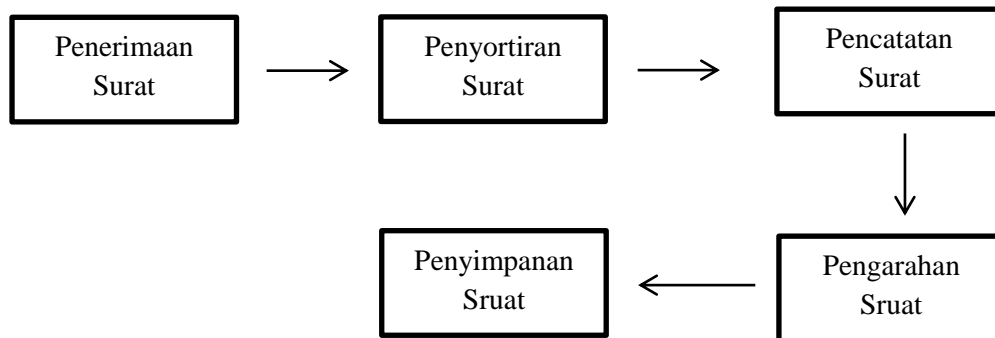 Penerimaan
Surat
Penyortiran
Surat
Pencatatan
Surat
Pengarahan
Sruat
Penyimpanan
Sruat